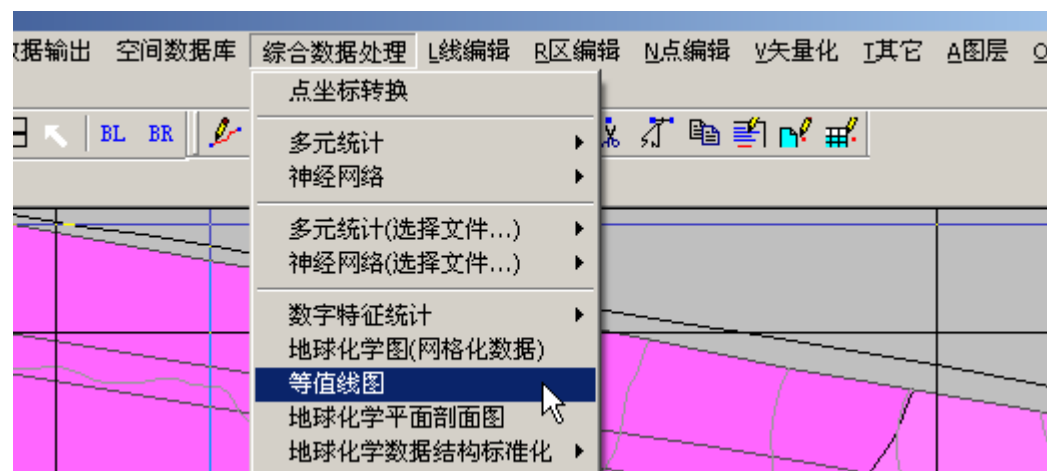 数据输出 空间数据库 综合数据处理 L线编辑 R区编辑 N点编辑 V矢量化 I其它 A图层 O
点坐标转换
BL BR
多元统计
神经网络
多元统计(选择文件...)
神经网络(选择文件...)
数字特征统计
地球化学图(网格化数据)
等值线图
地球化学平面剖面图
地球化学数据结构标准化